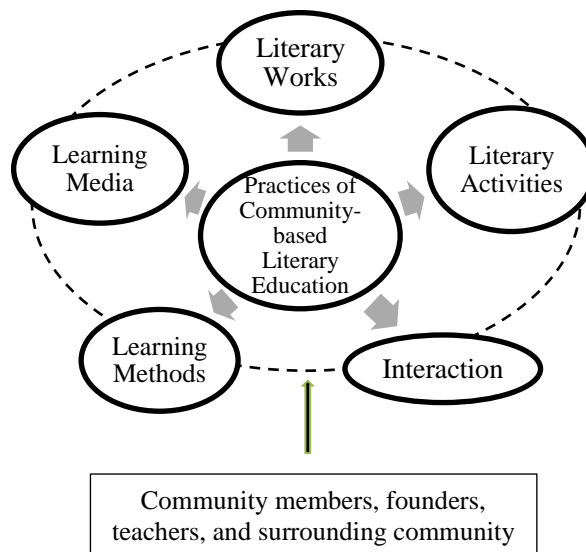 Literary
Works
Learning
Media
Literary
Activities
Practices of
Community-
based
Literary
Education
Learning
Methods
Interaction
Community members, founders,
teachers, and surrounding community